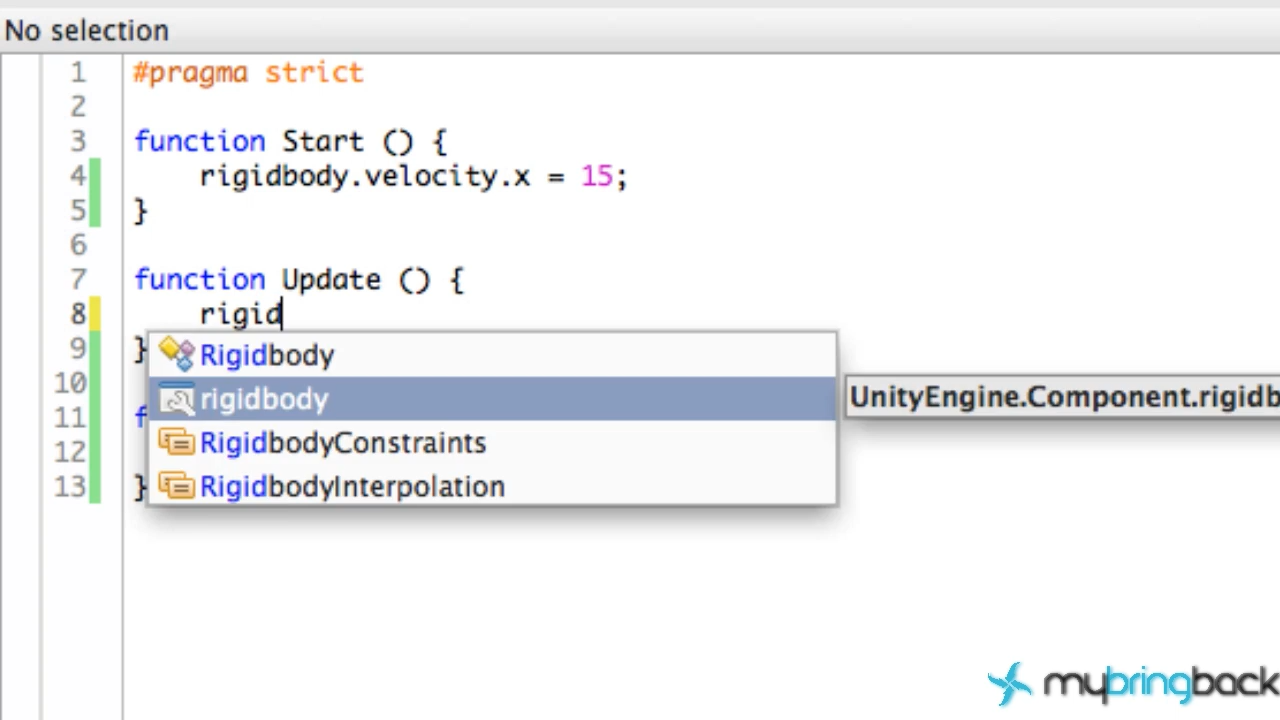 No selection
1 #pragma strict
2
3 function Start () {
4 rigidbody.velocity.x = 15;
5 }
6
7 function Update () {
8 rigid
9 }
Rigidbody
10
rigidbody
UnityEngine.Component.rigidb
11 f
RigidbodyConstraints
12
13 }
RigidbodyInterpolation
mybringback